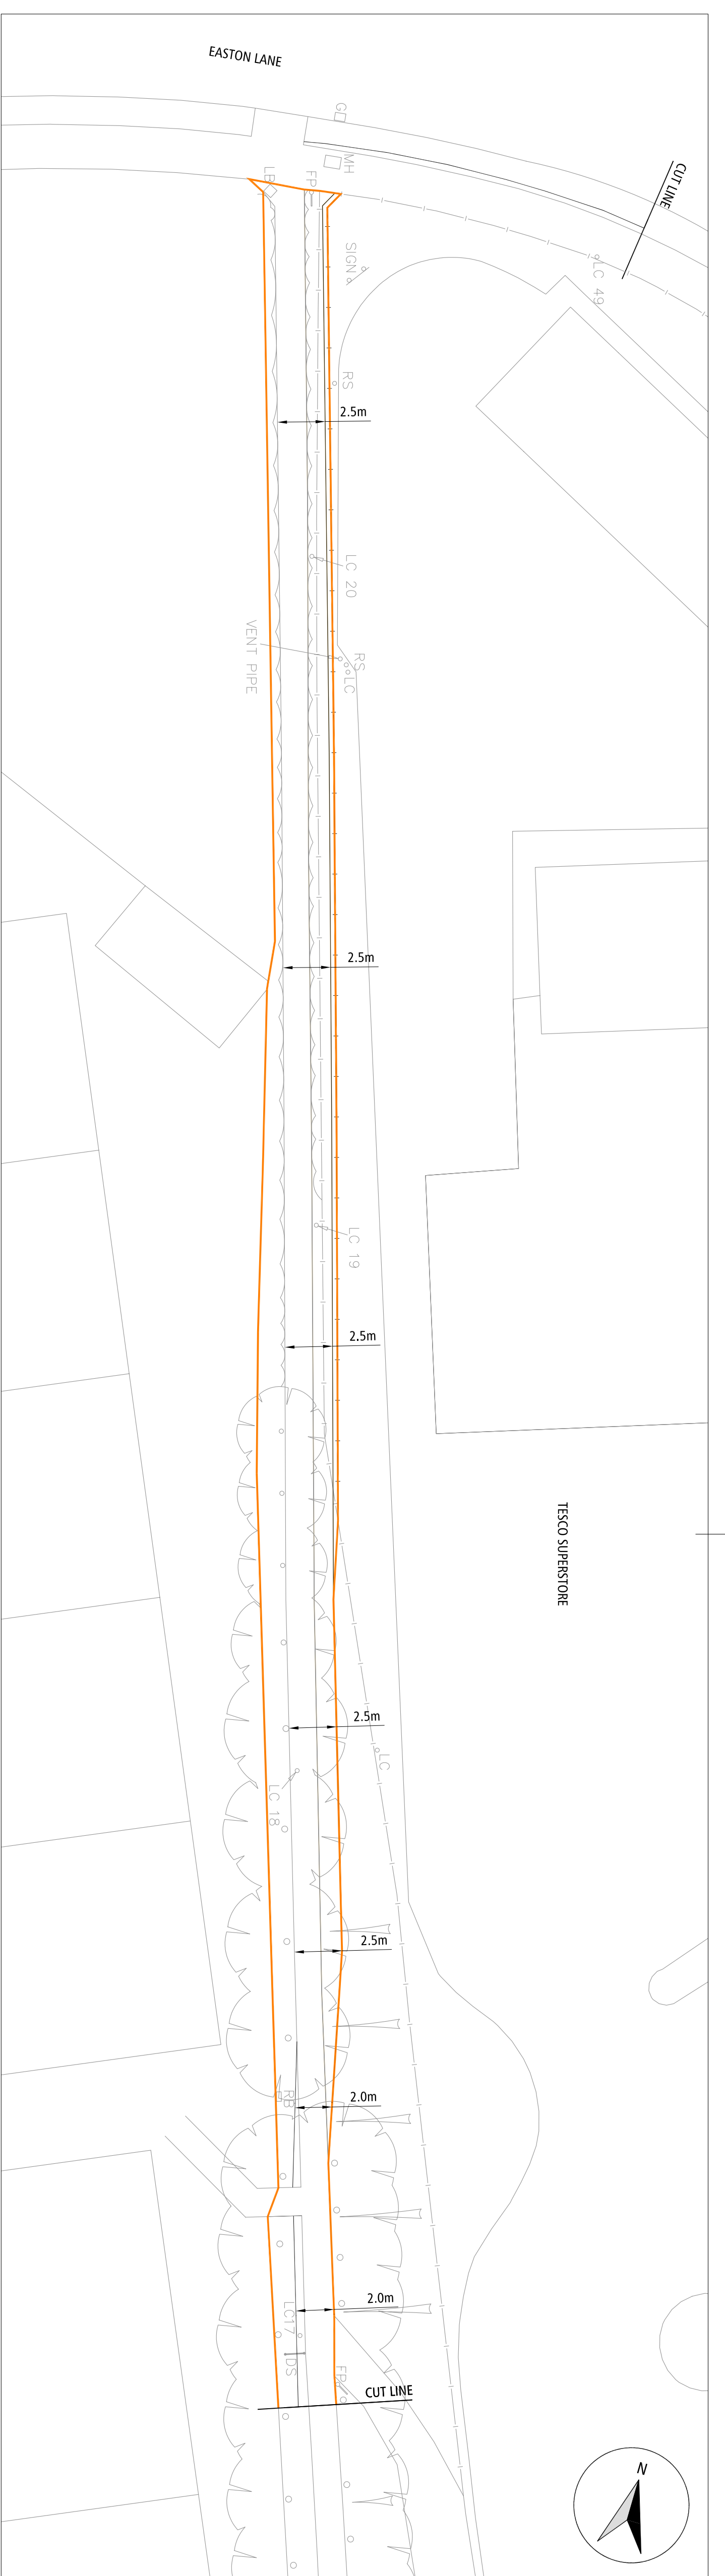 EASTON LANE
G
MH
CUT LINE
LB
FP
SIGN
LC 49
RS
2.5m
LC 20
VENT PIPE
RS
LC
2.5m
LC 19
2.5m
TESCO SUPERSTORE
2.5m
LC
LC 18
2.5m
RB
2.0m
2.0m
LC17
IDS
FP
CUT LINE
N